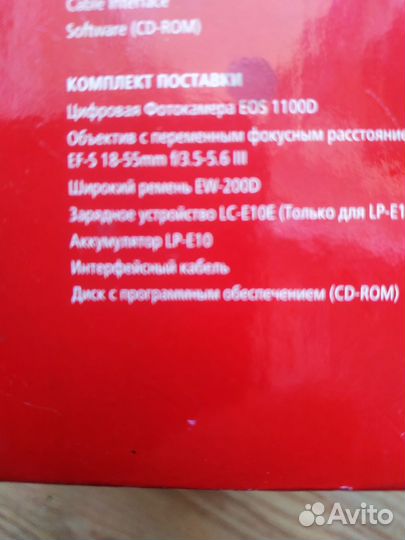 Cable Interface
Software (CD-ROM)
КОМПЛЕКТ ПОСТАВКИ
Цифровая Фотокамера EOS 1100D
Объектив с переменным фокусным расстояние
EF-S 18-55mm f/3.5-5.6 III
Широкий ремень EW-200D
Зарядное устройство LC-E10E (Только для LP-E1
Аккумулятор LP-E10
Интерфейсный кабель
Диск с программным обеспечением (CD-ROM)
Avito